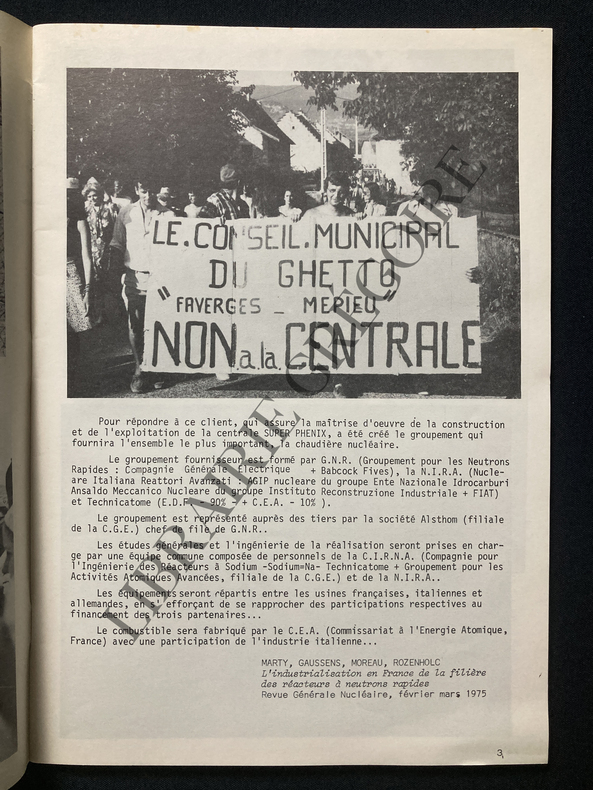 LE.CONSEIL.MUNICIPAL
DU GHETTO
"FAVERGES _ MEPIEU"
NON.a.la.CENTRALE
Pour répondre à ce client, qui assure la maîtrise d'oeuvre de la construction
et de l'exploitation de la centrale SUPER PHENIX, a été créé le groupement qui
fournira l'ensemble le plus important, la chaudière nucléaire.
Le groupement fournisseur est formé par G.N.R. (Groupement pour les Neutrons
Rapides : Compagnie Générale Electrique + Babcock Fives), la N.I.R.A. (Nucle-
are Italiana Reattori Avanzati : AGIP nucleare du groupe Ente Nazionale Idrocarburi
Ansaldo Meccanico Nucleare du groupe Instituto Reconstruzione Industriale + FIAT)
et Technicatome (E.D.F. - 90% - + C.E.A. - 10% ).
Le groupement est représenté auprès des tiers par la société Alsthom (filiale
de la C.G.E.) chef de file de G.N.R..
Les études générales et l'ingénierie de la réalisation seront prises en char-
ge par une équipe commune composée de personnels de la C.I.R.N.A. (Compagnie pour
l'Ingénierie des Réacteurs à Sodium -Sodium=Na- Technicatome + Groupement pour les
Activités Atomiques Avancées, filiale de la C.G.E.) et de la N.I.R.A..
Les équipements seront répartis entre les usines françaises, italiennes et
allemandes, en s'efforçant de se rapprocher des participations respectives au
financement des trois partenaires...
Le combustible sera fabriqué par le C.E.A. (Commissariat à l'Energie Atomique,
France) avec une participation de l'industrie italienne...
MARTY, GAUSSENS, MOREAU, ROZENHOLC
L'industrialisation en France de la filière
des réacteurs à neutrons rapides
Revue Générale Nucléaire, février mars 1975
3
LIBRAIRIE GREGOIRE